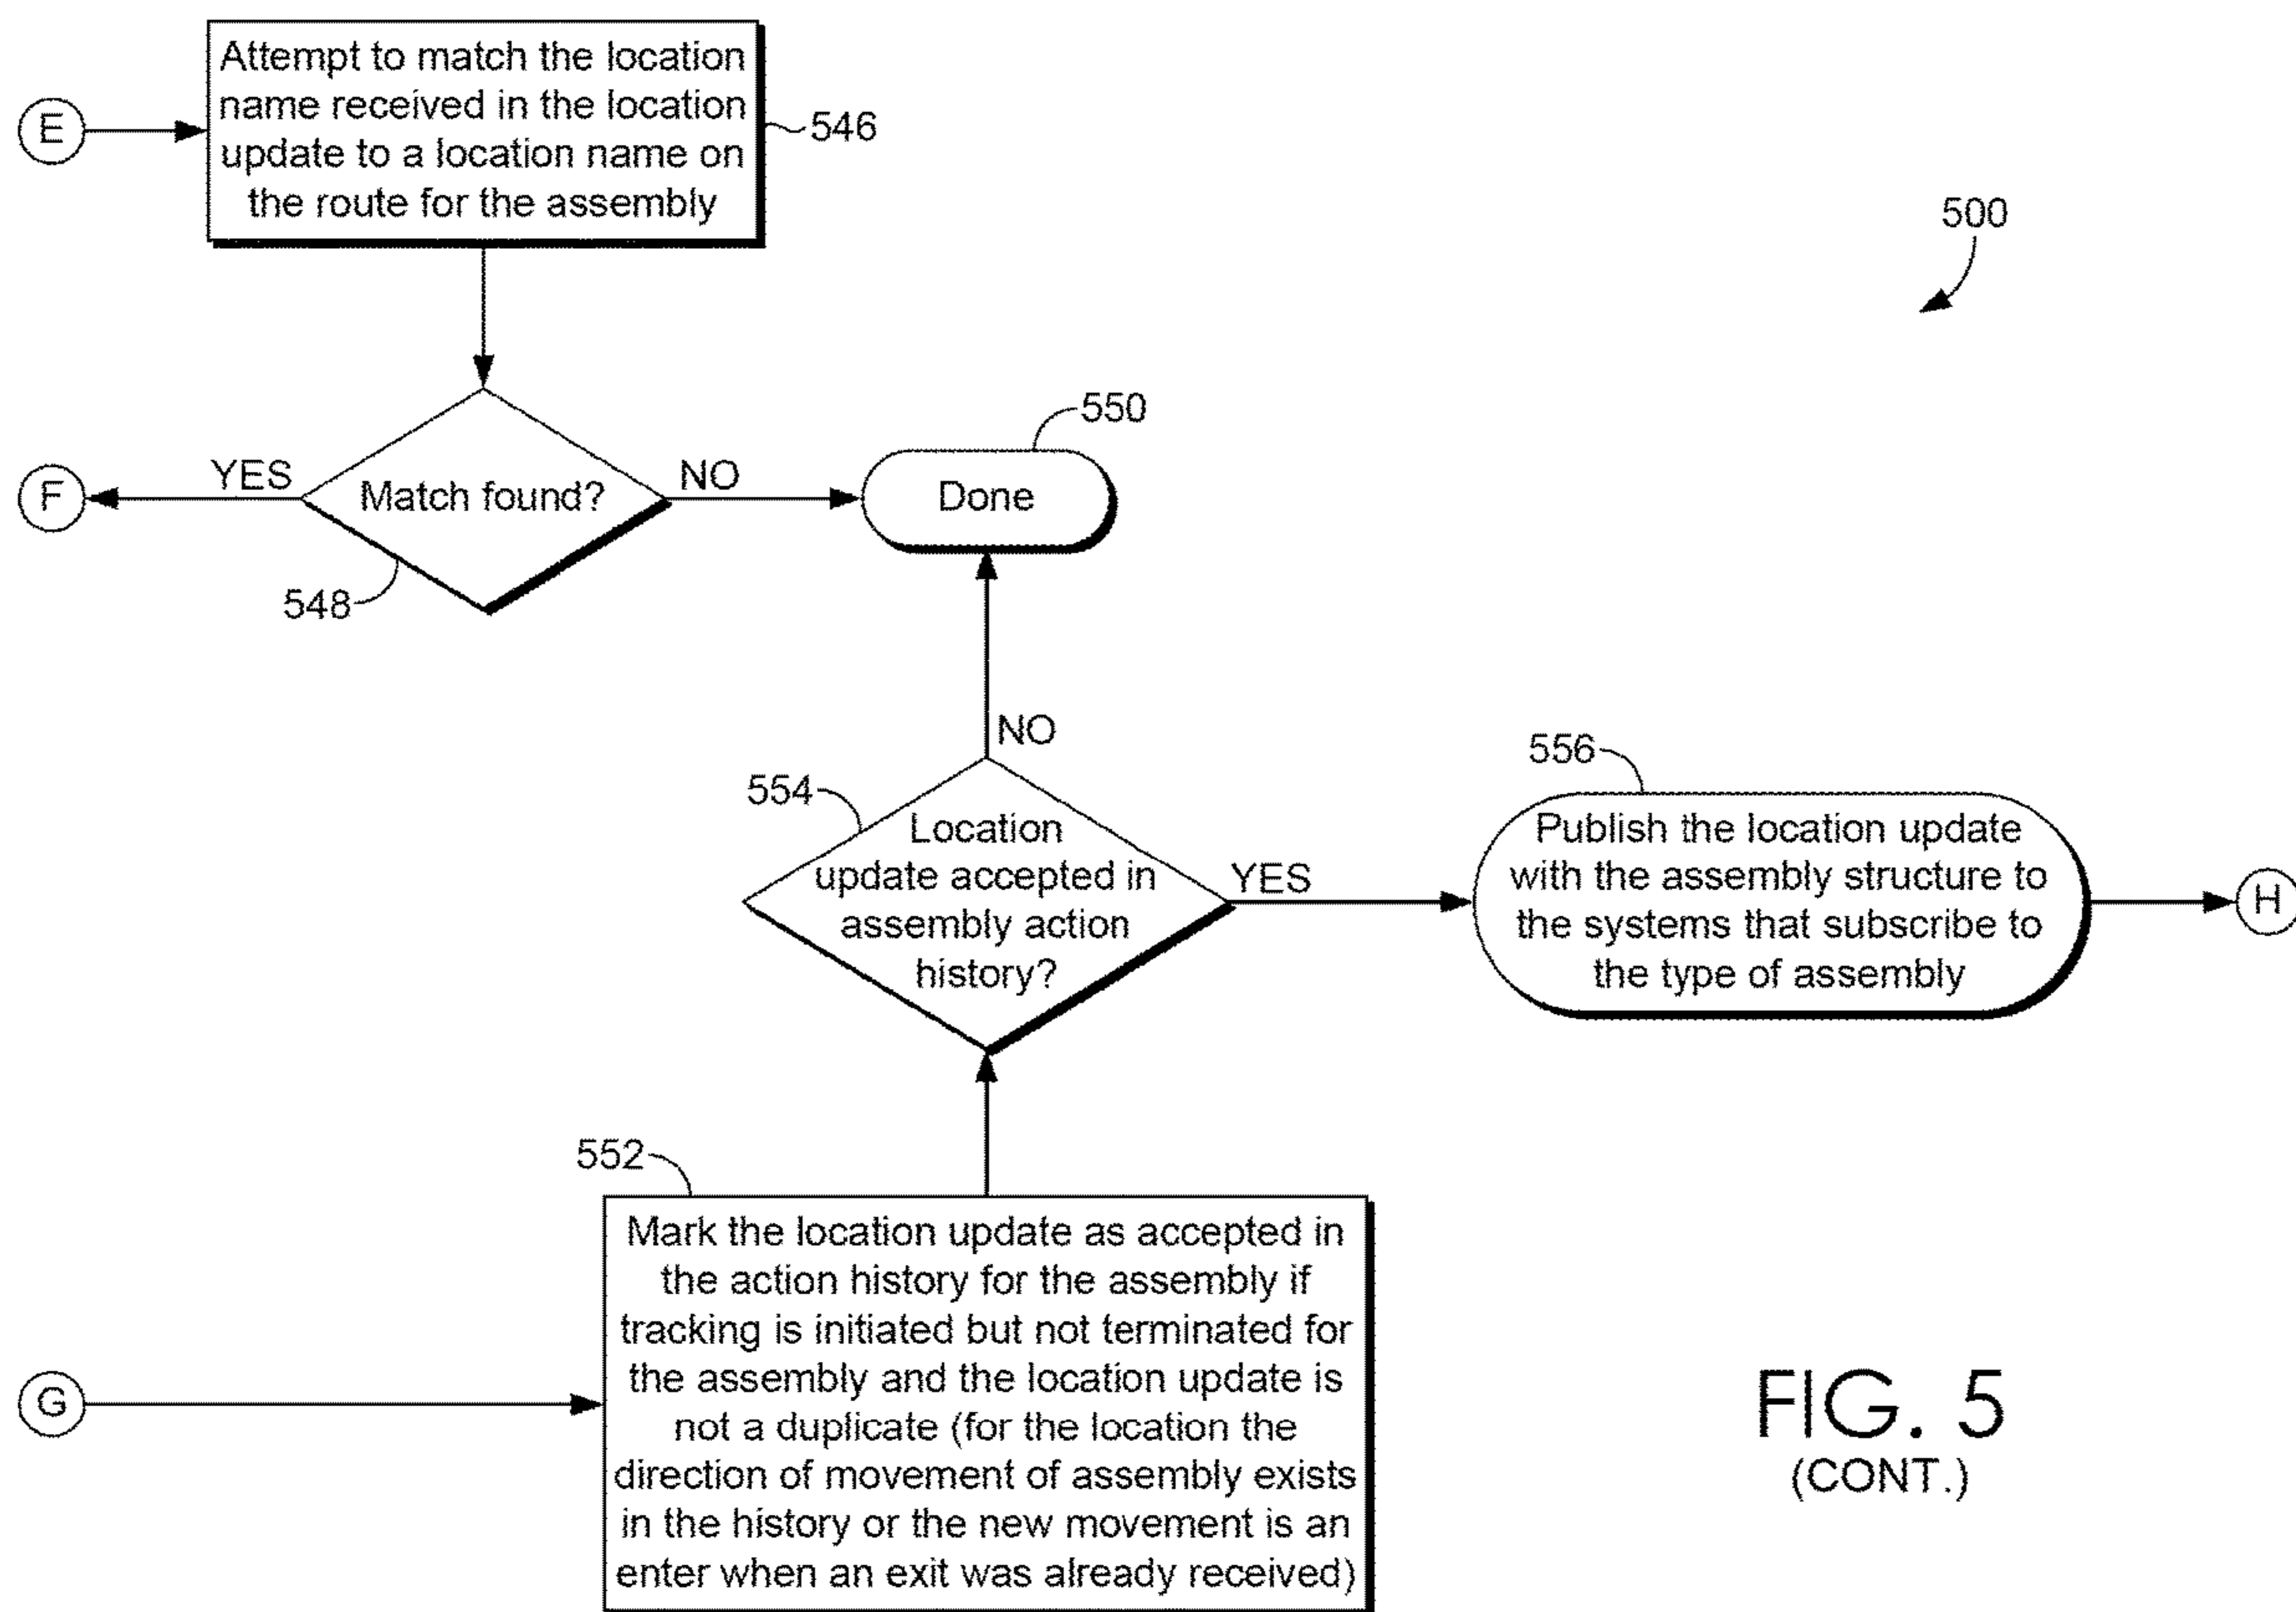 Attempt to match the location
name received in the location
update to a location name on
the route for the assembly
E
546
500
550
YES
NO
F
Match found?
Done
548
NO
556
554
Location
update accepted in
assembly action
history?
YES
Publish the location update
with the assembly structure to
the systems that subscribe to
the type of assembly
H
552
Mark the location update as accepted in
the action history for the assembly if
tracking is initiated but not terminated for
the assembly and the location update is
not a duplicate (for the location the
direction of movement of assembly exists
in the history or the new movement is an
enter when an exit was already received)
G
FIG. 5
(CONT.)